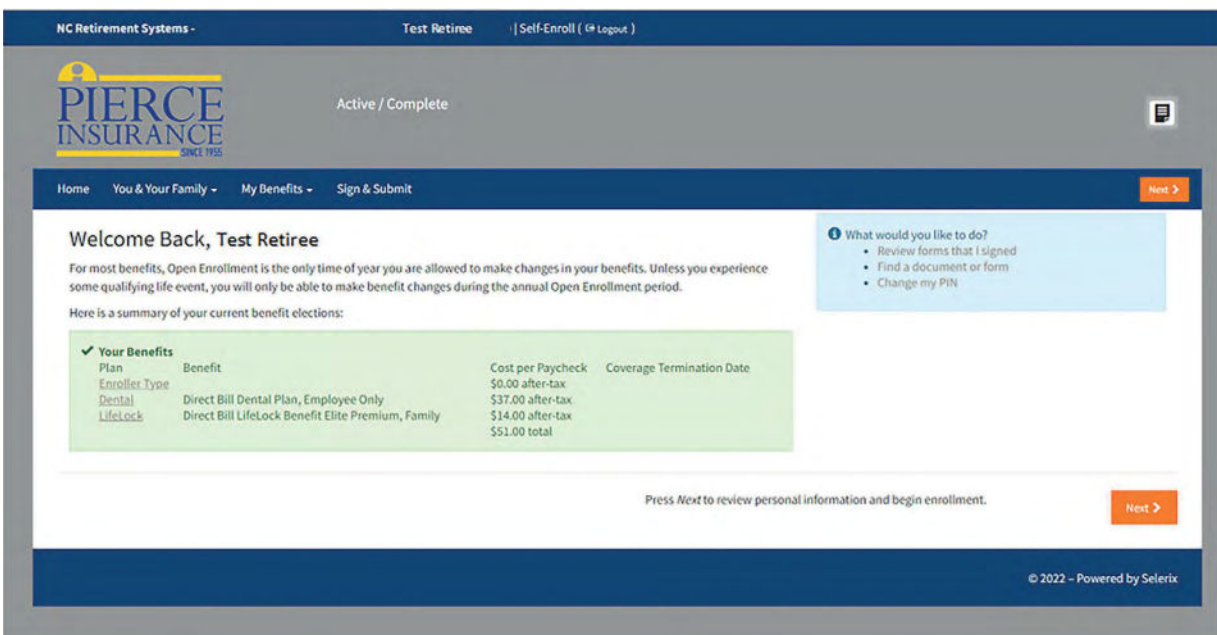 NC Retirement Systems - Test Retiree | Self-Enroll ( Logout )
PIERCE
INSURANCE
SINCE 1955
Active / Complete
Home You & Your Family My Benefits Sign & Submit Next
Welcome Back, Test Retiree
For most benefits, Open Enrollment is the only time of year you are allowed to make changes in your benefits. Unless you experience
some qualifying life event, you will only be able to make benefit changes during the annual Open Enrollment period.
Here is a summary of your current benefit elections:
What would you like to do?
• Review forms that I signed
• Find a document or form
• Change my PIN
✔ Your Benefits
Plan Benefit Cost per Paycheck Coverage Termination Date
Enroller Type $0.00 after-tax
Dental Direct Bill Dental Plan, Employee Only $37.00 after-tax
LifeLock Direct Bill LifeLock Benefit Elite Premium, Family $14.00 after-tax
$51.00 total
Press Next to review personal information and begin enrollment. Next
© 2022 – Powered by Selerix